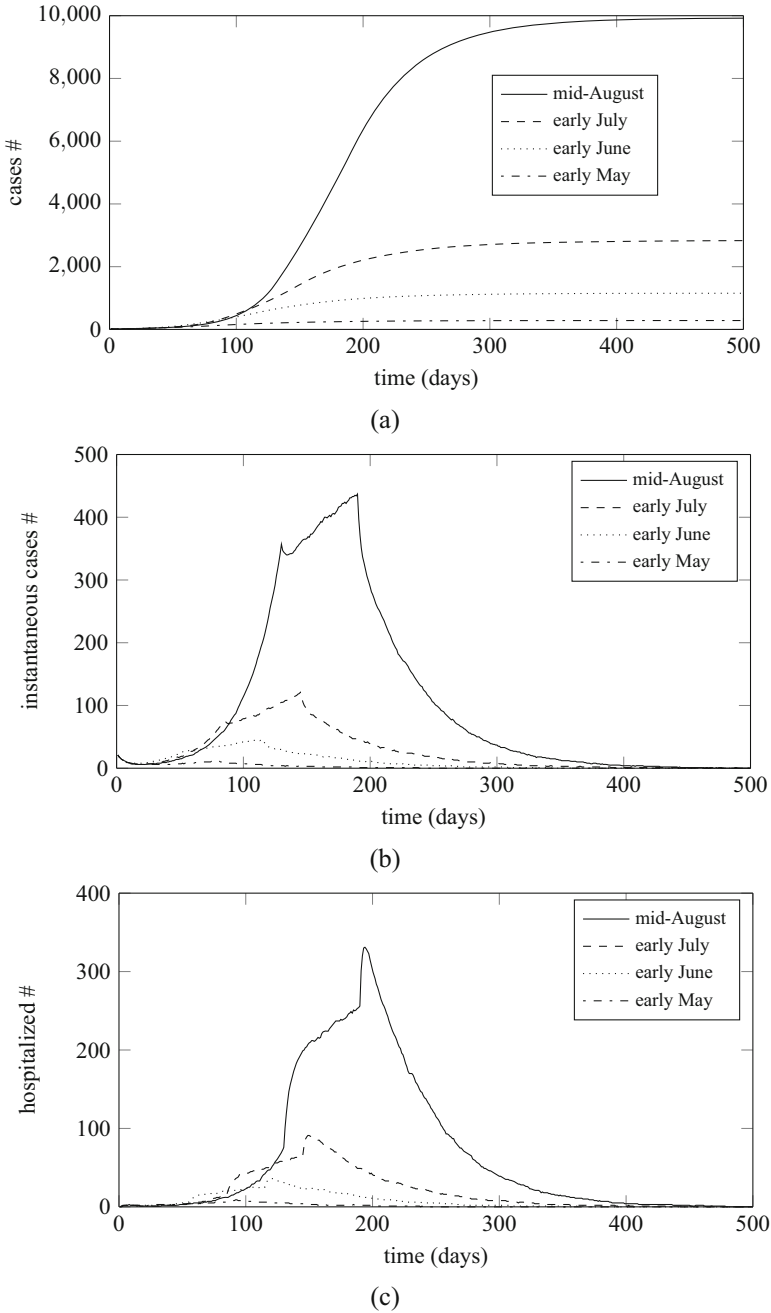 10,000
8,000
6,000
4,000
2,000
0
cases #
mid-August
early July
early June
early May
0 100 200 300 400 500
time (days)
(a)
500
400
300
200
100
0
instantaneous cases #
mid-August
early July
early June
early May
0 100 200 300 400 500
time (days)
(b)
400
300
200
100
0
hospitalized #
mid-August
early July
early June
early May
0 100 200 300 400 500
time (days)
(c)